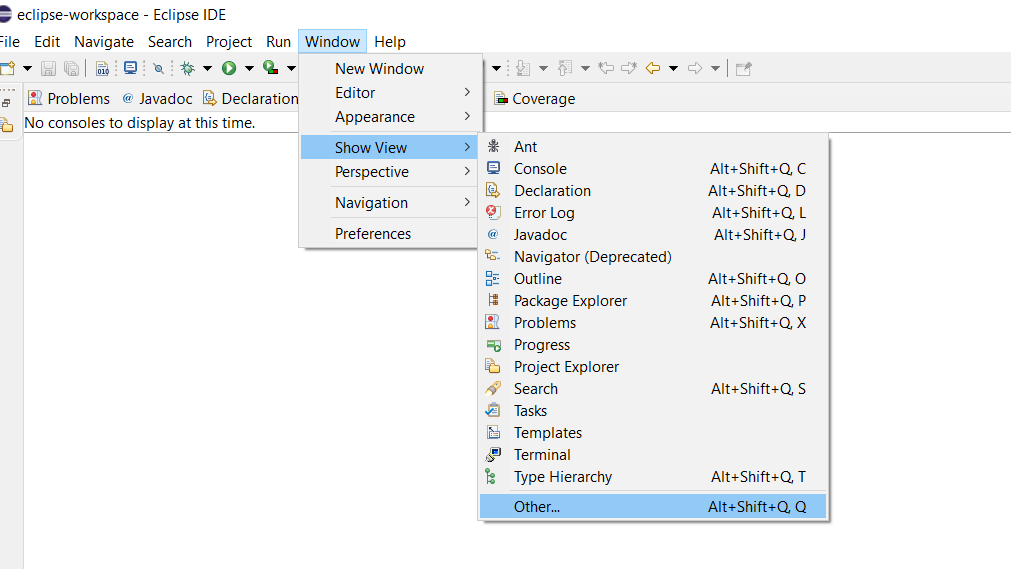 eclipse-workspace - Eclipse IDE
File Edit Navigate Search Project Run Window Help
010
Problems @ Javadoc Declaration Coverage
No consoles to display at this time.
New Window
Editor
Appearance
Show View
Perspective
Navigation
Preferences
Ant
Console Alt+Shift+Q, C
Declaration Alt+Shift+Q, D
Error Log Alt+Shift+Q, L
@ Javadoc Alt+Shift+Q, J
Navigator (Deprecated)
Outline Alt+Shift+Q, O
Package Explorer Alt+Shift+Q, P
Problems Alt+Shift+Q, X
Progress
Project Explorer
Search Alt+Shift+Q, S
Tasks
Templates
Terminal
Type Hierarchy Alt+Shift+Q, T
Other... Alt+Shift+Q, Q